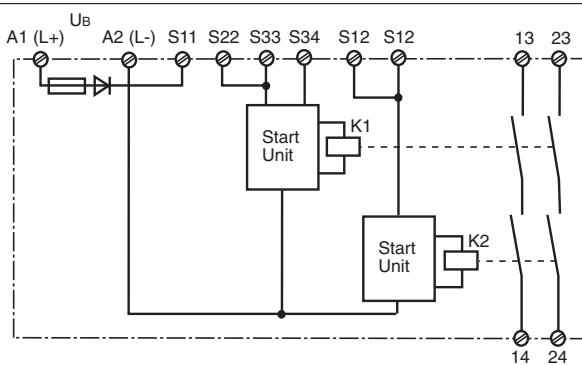 UB
A1 (L+) A2 (L-) S11 S22 S33 S34 S12 S12 13 23
K1
Start
Unit
K2
Start
Unit
14 24